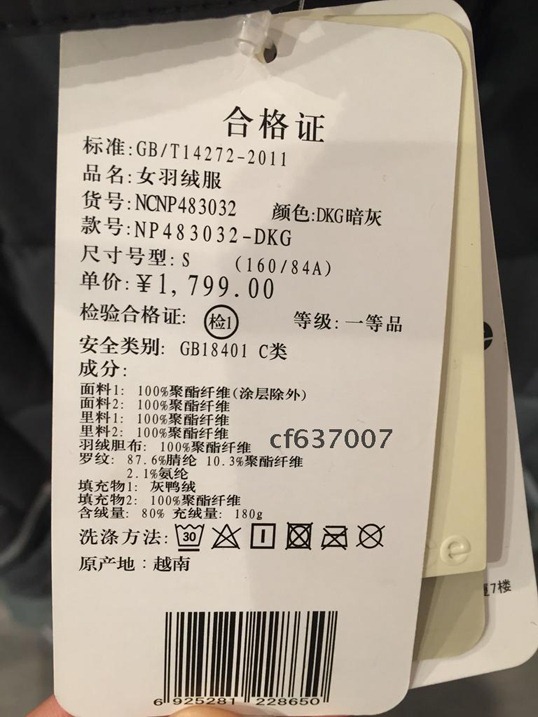 合格证
标准:GB/T14272-2011
品名:女羽绒服
货号:NCNP483032 颜色:DKG暗灰
款号:NP483032-DKG
尺寸号型:S (160/84A)
单价:¥1,799.00
检验合格证: 检1 等级:一等品
安全类别: GB18401 C类
成分:
面料1: 100%聚酯纤维(涂层除外)
面料2: 100%聚酯纤维
里料1: 100%聚酯纤维
里料2: 100%聚酯纤维
羽绒胆布: 100%聚酯纤维
cf637007
罗纹: 87.6%腈纶 10.3%聚酯纤维
2.1%氨纶
填充物1: 灰鸭绒
填充物2: 100%聚酯纤维
含绒量: 80% 充绒量: 180g
洗涤方法: 30
原产地:越南
7楼
6 925281 228650